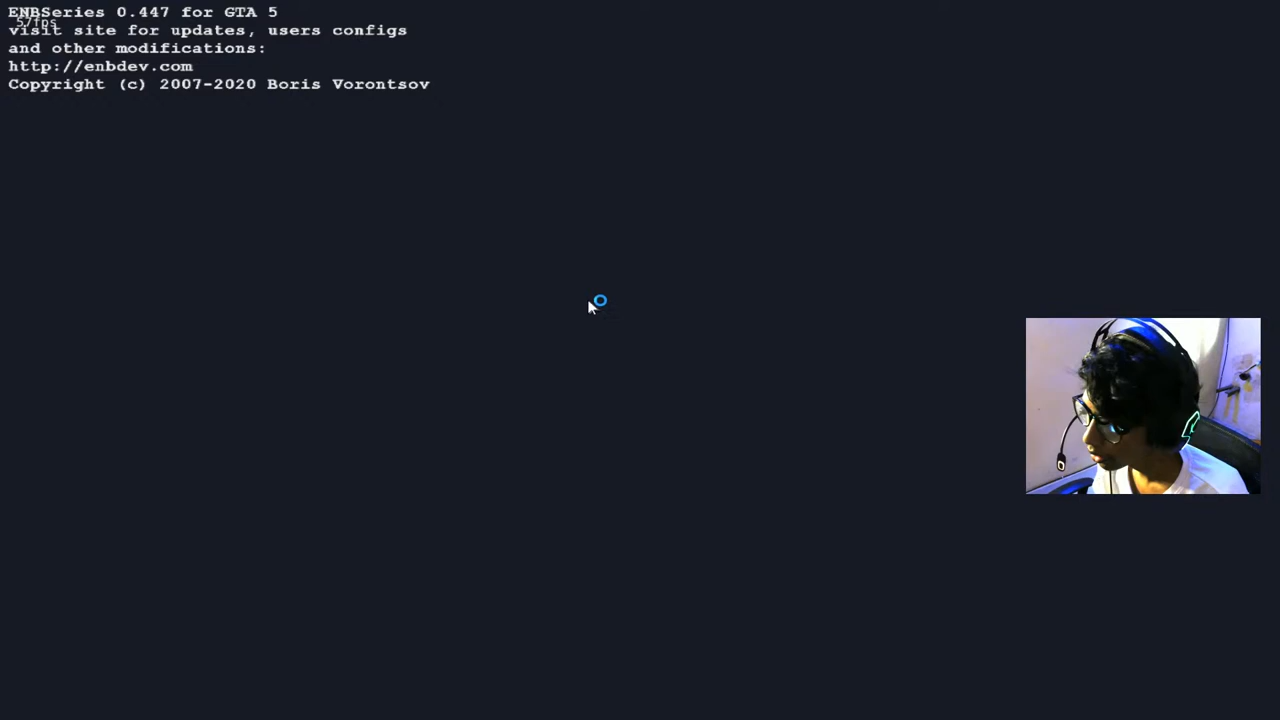 ENBSeries 0.447 for GTA 5
57fps
visit site for updates, users configs
and other modifications:
http://enbdev.com
Copyright (c) 2007-2020 Boris Vorontsov